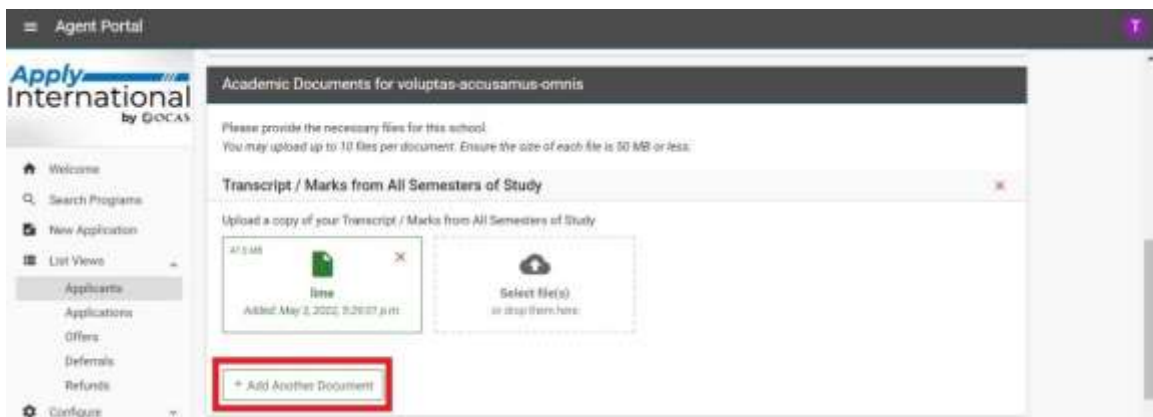 Agent Portal
T
Apply
International
by OCAS
Welcome
Search Programs
New Application
List Views
Applicants
Applications
Offers
Deferrals
Refunds
Configure
Academic Documents for voluptas-accusamus-omnis
Please provide the necessary files for this school.
You may upload up to 10 files per document. Ensure the size of each file is 50 MB or less.
Transcript / Marks from All Semesters of Study
Upload a copy of your Transcript / Marks from All Semesters of Study
lime
Added: May 3, 2022, p.m.
Select file(s)
or drop them here
+ Add Another Document